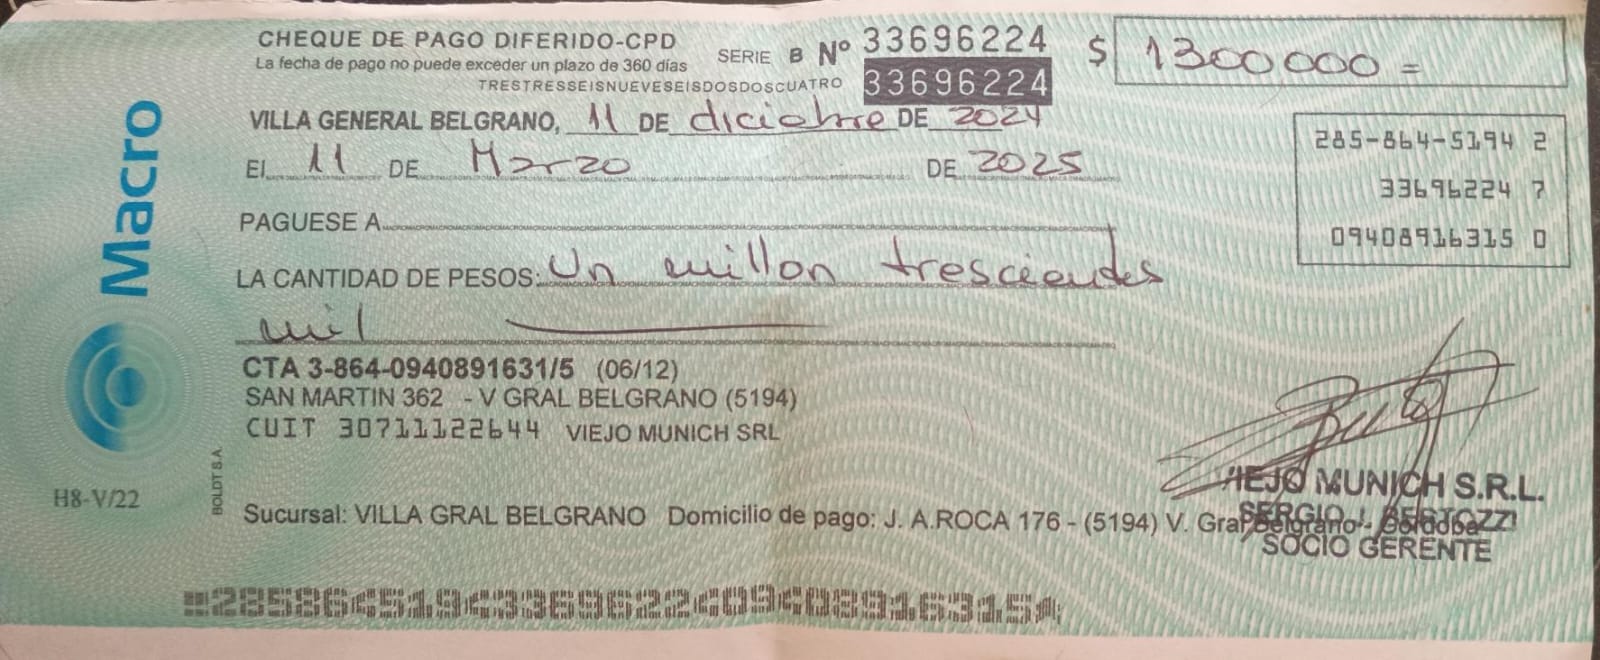 CHEQUE DE PAGO DIFERIDO-CPD
La fecha de pago no puede exceder un plazo de 360 días
SERIE B Nº 33696224
33696224
TRESTRESSEISNUEVESEISDOSDOSCUATRO
$ 1300000=
VILLA GENERAL BELGRANO, 11 DE diciembre DE 2024
El 11 DE Marzo DE 2025
285-864-5194 2
33696224 7
09408916315 0
PAGUESE A
LA CANTIDAD DE PESOS: Un millon tresciendes
mil
Macro
CTA 3-864-0940891631/5 (06/12)
SAN MARTIN 362 - V GRAL BELGRANO (5194)
CUIT 30711122644 VIEJO MUNICH SRL
BOLDT S.A.
H8-V/22
VIEJO MUNICH S.R.L.
SERGIO J. BERTOZZI
SOCIO GERENTE
Sucursal: VILLA GRAL BELGRANO Domicilio de pago: J. A.ROCA 176 - (5194) V. Gral Belgrano - Córdoba
285864519433696224094089163154